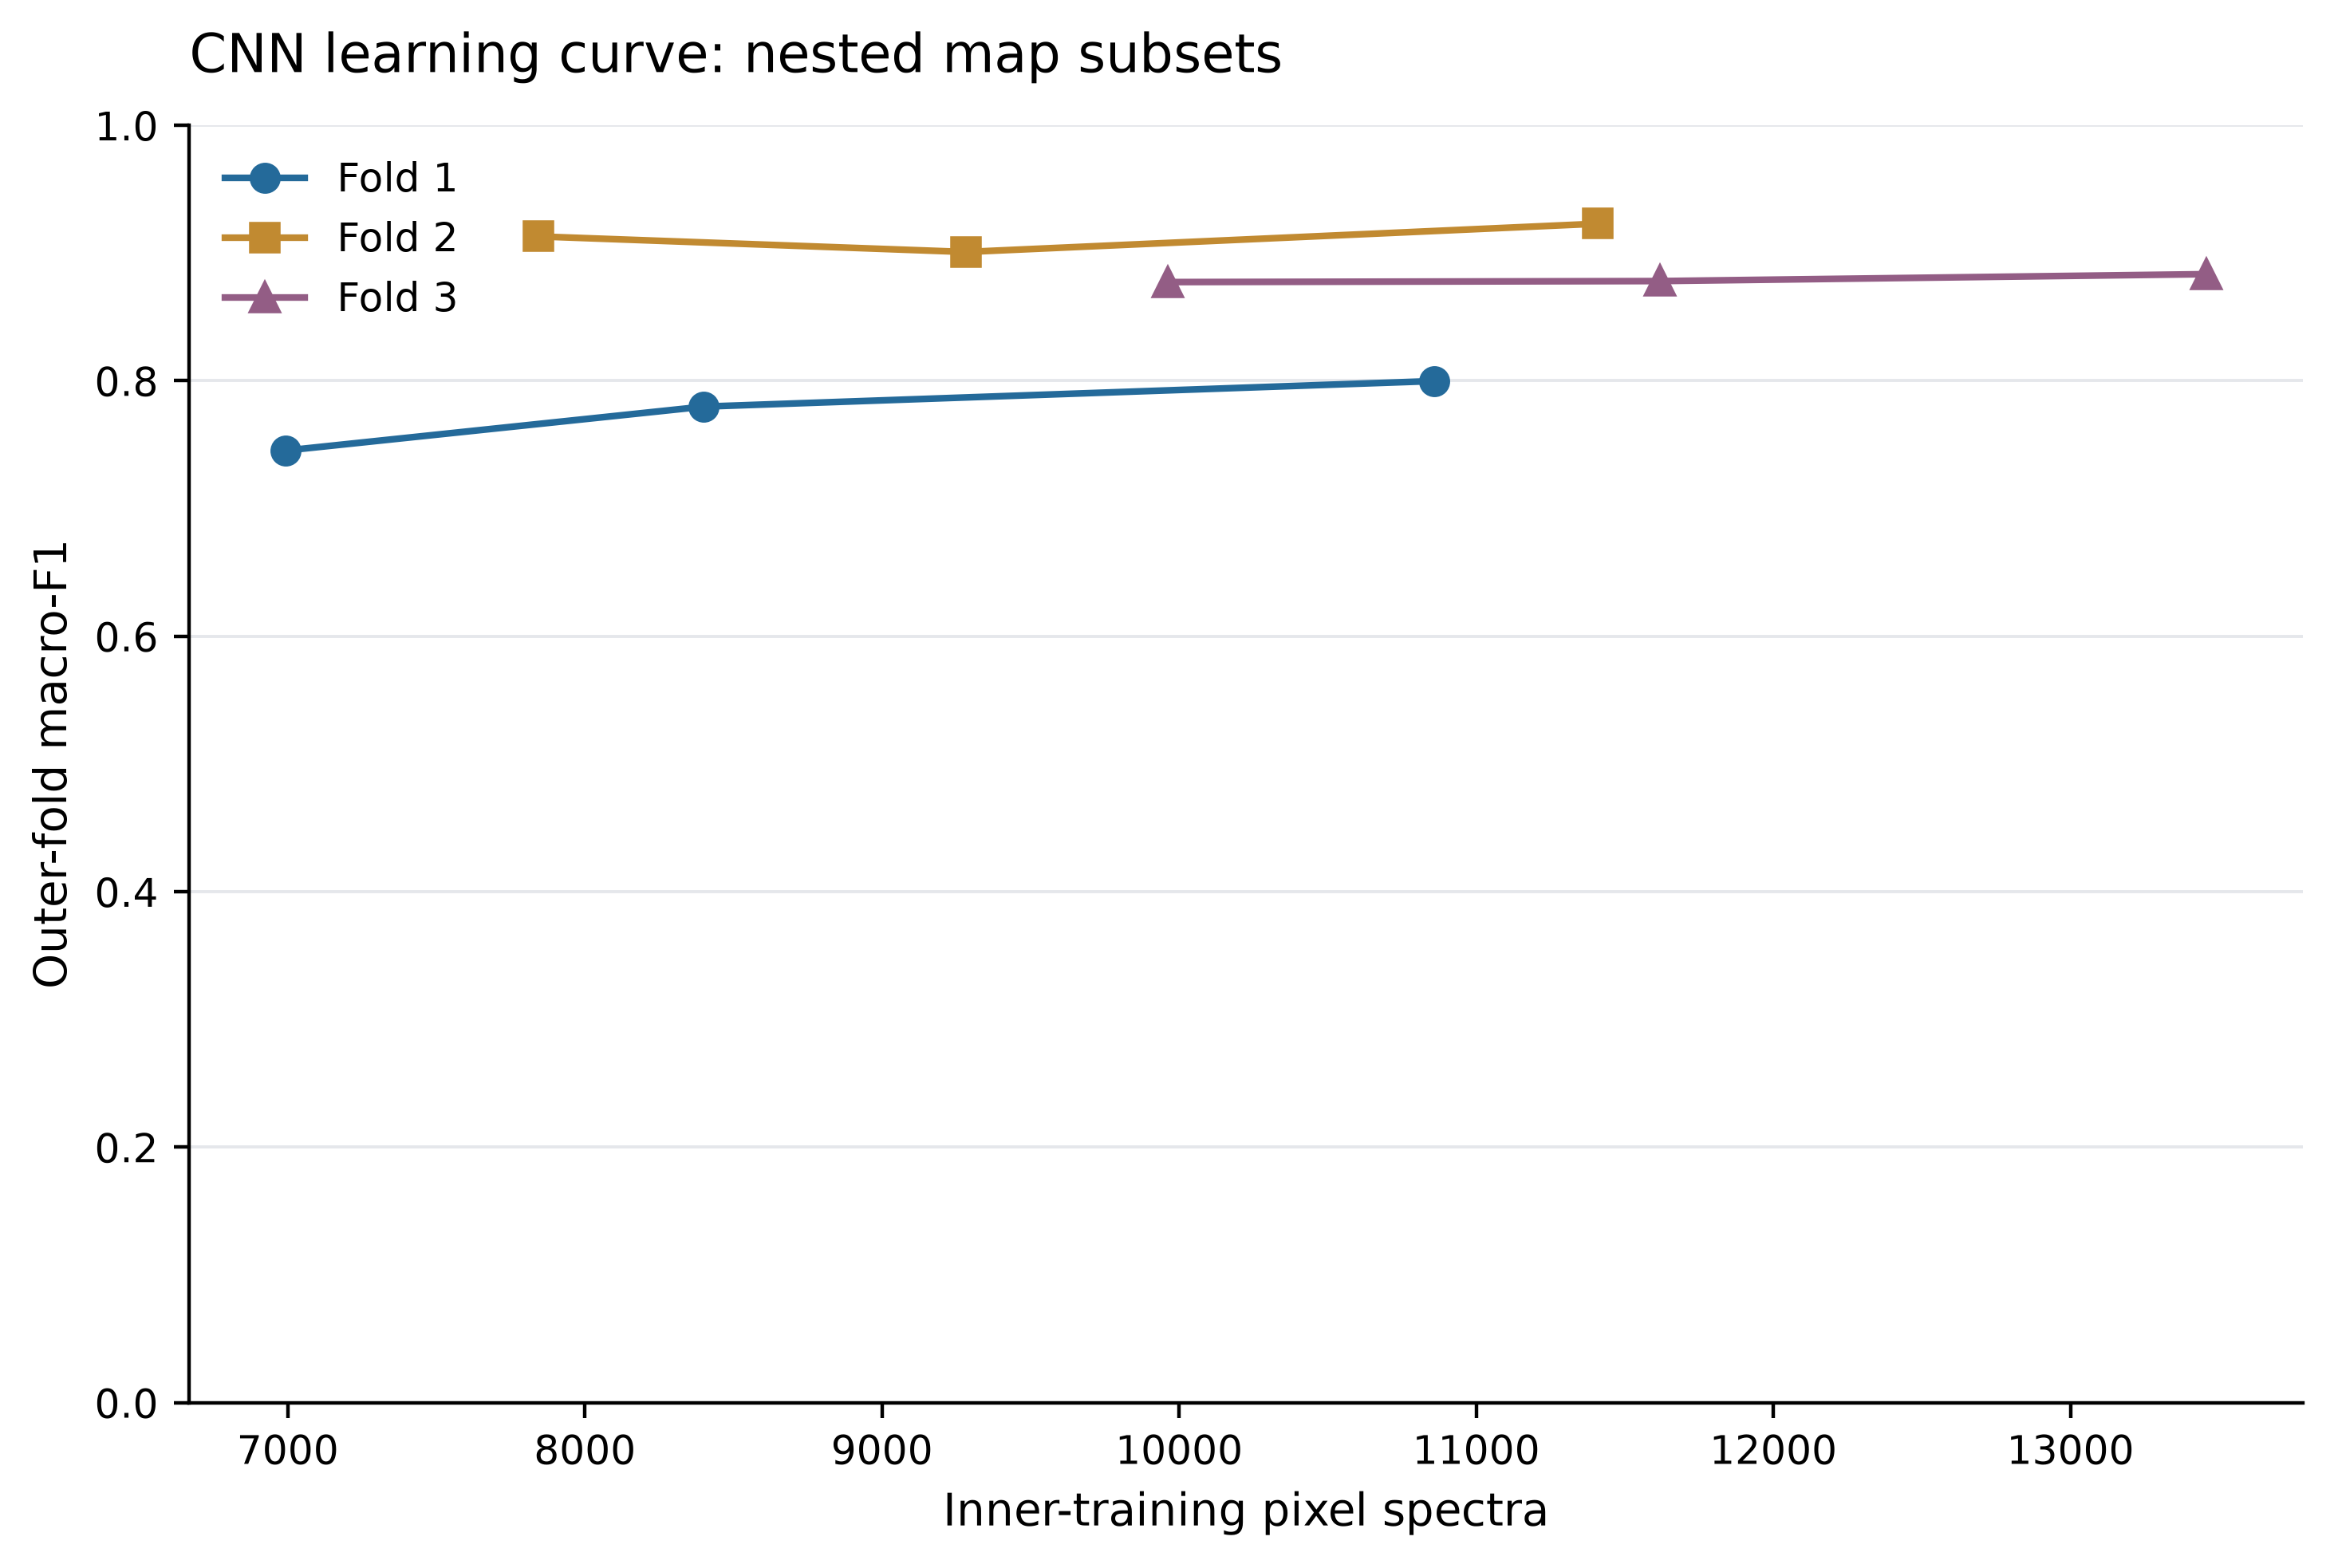 CNN learning curve: nested map subsets
1.0
Fold 1
Fold 2
Fold 3
0.8
0.6
0.4
0.2
0.0
Outer-fold macro-F1
7000 8000 9000 10000 11000 12000 13000
Inner-training pixel spectra